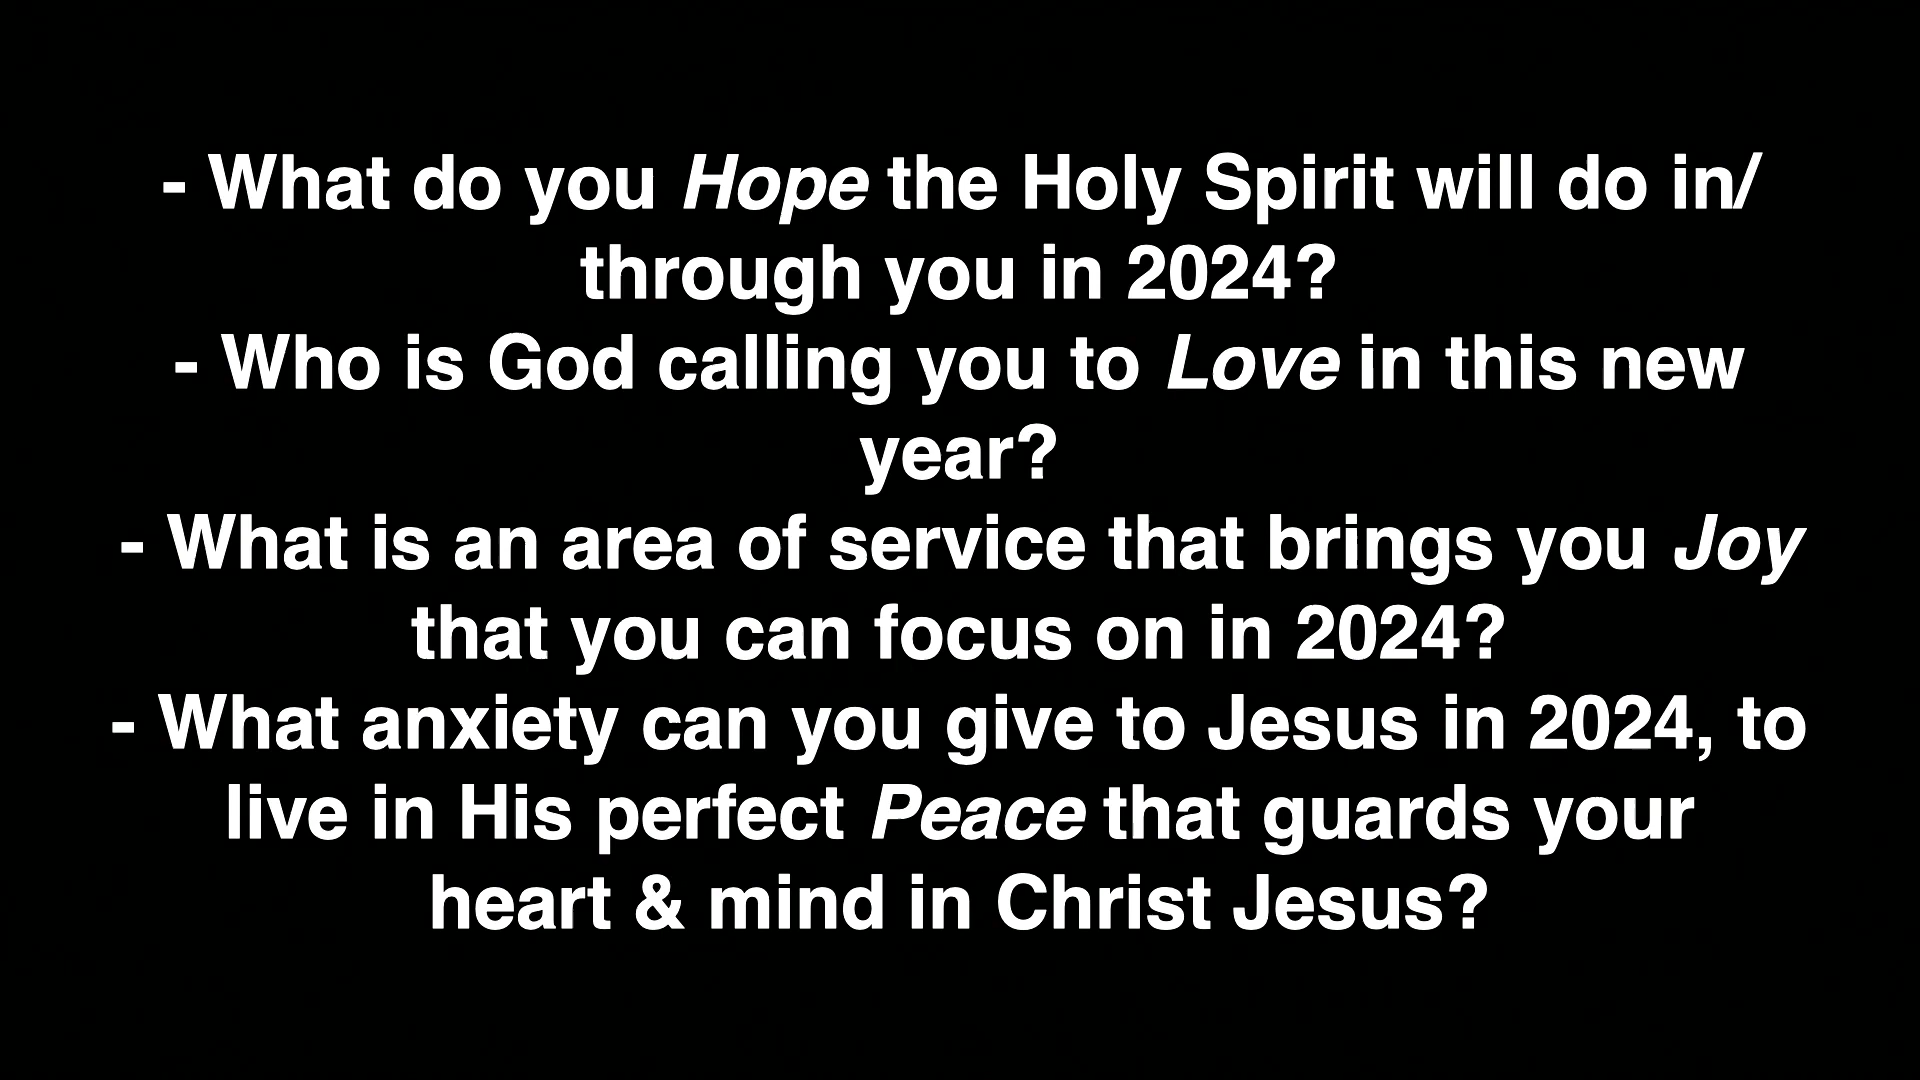 - What do you Hope the Holy Spirit will do in/
through you in 2024?
- Who is God calling you to Love in this new
year?
- What is an area of service that brings you Joy
that you can focus on in 2024?
- What anxiety can you give to Jesus in 2024, to
live in His perfect Peace that guards your
heart & mind in Christ Jesus?